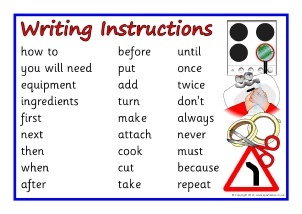 Writing Instructions
how to before until
you will need put once
equipment add twice
ingredients turn don't
first make always
next attach never
then cook must
when cut because
after take repeat